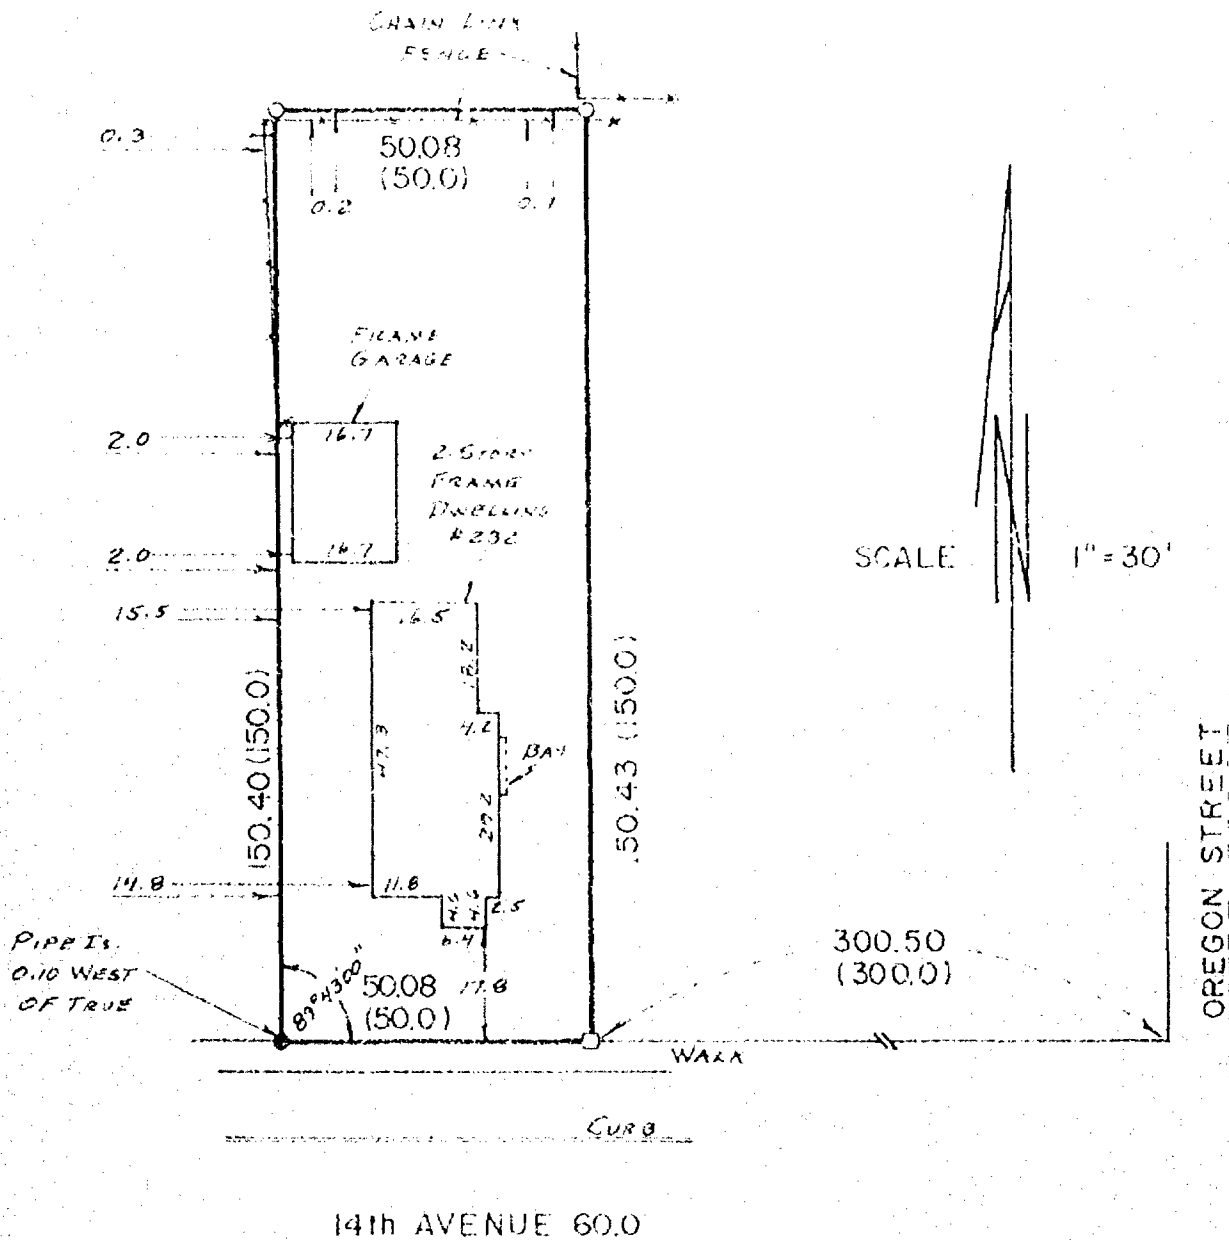 CHAIN LINK
FENCE
0.3
50.08
(50.0)
0.2
0.1
FRAME
GARAGE
2.0
16.7
2 STORY
FRAME
DWELLING
#232
2.0
16.7
SCALE 1"=30'
15.5
16.5
18.2
150.40 (150.0)
47.3
4.2
BAY
29.2
150.43 (150.0)
OREGON STREET
14.8
11.8
4.6
2.5
6.4
17.8
PIPE IS
0.10 WEST
OF TRUE
89°43'00"
50.08
(50.0)
300.50
(300.0)
WALK
CURB
14th AVENUE 60.0